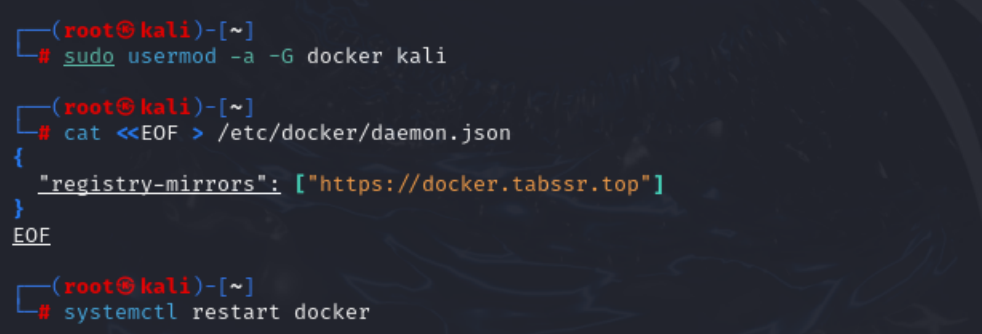 ┌──(root㉿kali)-[~]
└─# sudo usermod -a -G docker kali
┌──(root㉿kali)-[~]
└─# cat <<EOF > /etc/docker/daemon.json
{
  "registry-mirrors": ["https://docker.tabssr.top"]
}
EOF
┌──(root㉿kali)-[~]
└─# systemctl restart docker